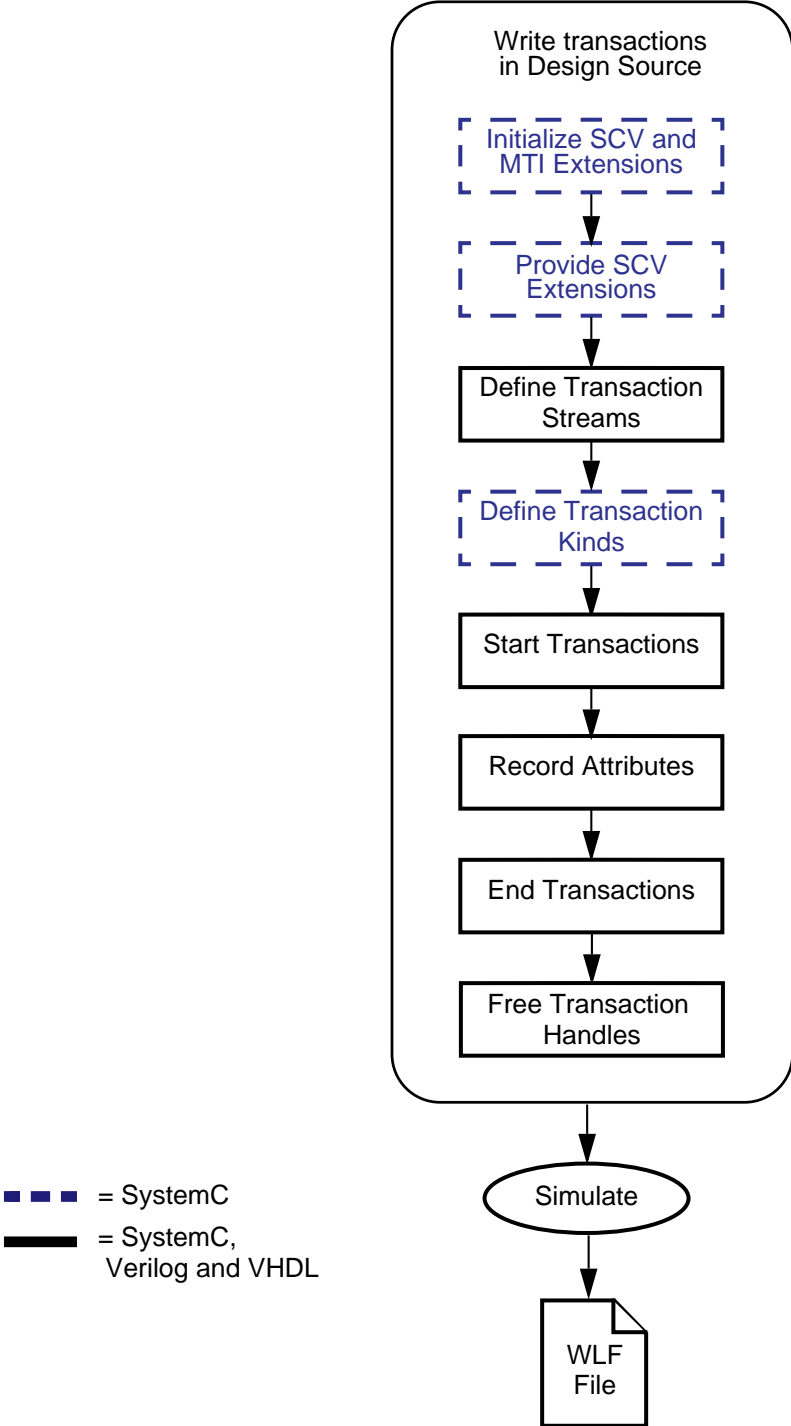 Write transactions
in Design Source
Initialize SCV and
MTI Extensions
Provide SCV
Extensions
Define Transaction
Streams
Define Transaction
Kinds
Start Transactions
Record Attributes
End Transactions
Free Transaction
Handles
Simulate
= SystemC
= SystemC,
Verilog and VHDL
WLF
File